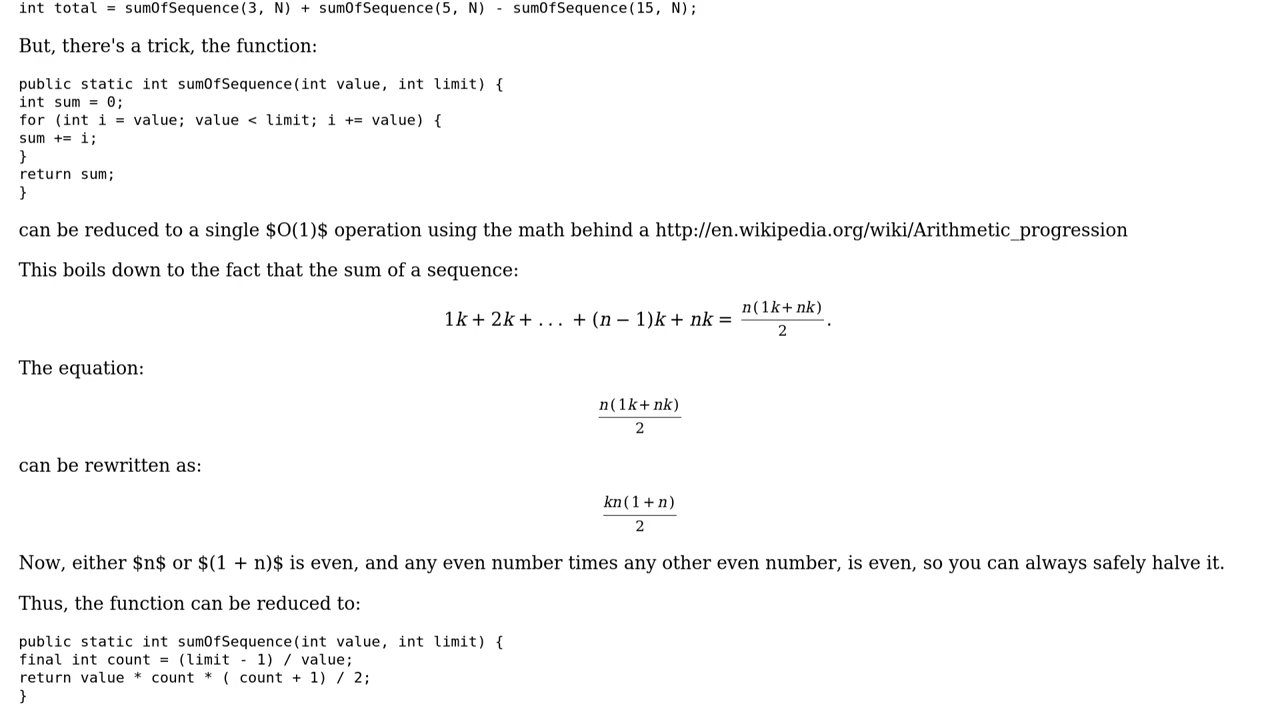 int total = sumOfSequence(3, N) + sumOfSequence(5, N) - sumOfSequence(15, N);
But, there's a trick, the function:
public static int sumOfSequence(int value, int limit) {
int sum = 0;
for (int i = value; value < limit; i += value) {
sum += i;
}
return sum;
}
can be reduced to a single $O(1)$ operation using the math behind a http://en.wikipedia.org/wiki/Arithmetic_progression
This boils down to the fact that the sum of a sequence:
1k + 2k + . . . + (n − 1)k + nk = n(1k + nk) / 2 .
The equation:
n(1k + nk) / 2
can be rewritten as:
kn(1 + n) / 2
Now, either $n$ or $(1 + n)$ is even, and any even number times any other even number, is even, so you can always safely halve it.
Thus, the function can be reduced to:
public static int sumOfSequence(int value, int limit) {
final int count = (limit - 1) / value;
return value * count * ( count + 1) / 2;
}